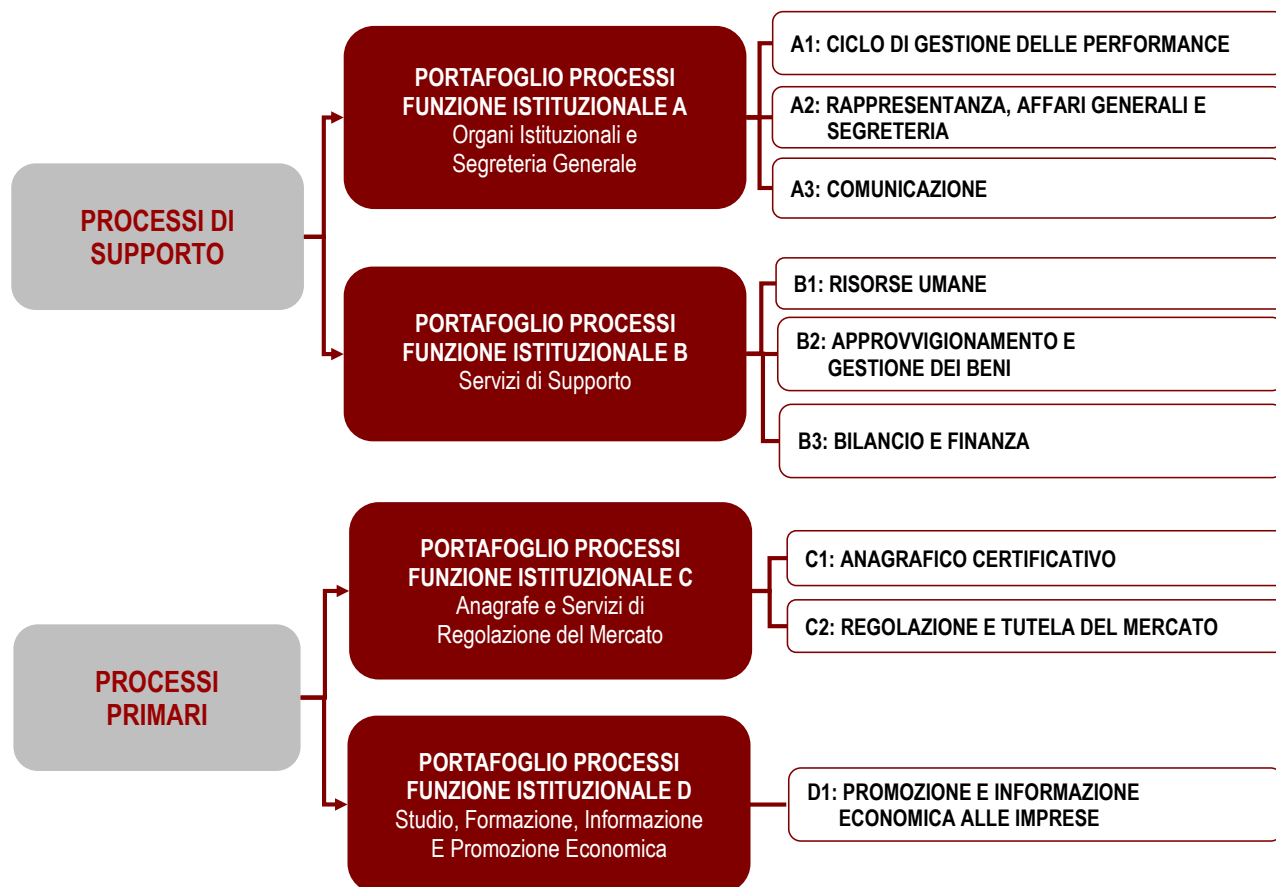 PROCESSI DI
SUPPORTO
PORTAFOGLIO PROCESSI
FUNZIONE ISTITUZIONALE A
Organi Istituzionali e
Segreteria Generale
A1: CICLO DI GESTIONE DELLE PERFORMANCE
A2: RAPPRESENTANZA, AFFARI GENERALI E
SEGRETERIA
A3: COMUNICAZIONE
PORTAFOGLIO PROCESSI
FUNZIONE ISTITUZIONALE B
Servizi di Supporto
B1: RISORSE UMANE
B2: APPROVVIGIONAMENTO E
GESTIONE DEI BENI
B3: BILANCIO E FINANZA
PROCESSI
PRIMARI
PORTAFOGLIO PROCESSI
FUNZIONE ISTITUZIONALE C
Anagrafe e Servizi di
Regolazione del Mercato
C1: ANAGRAFICO CERTIFICATIVO
C2: REGOLAZIONE E TUTELA DEL MERCATO
PORTAFOGLIO PROCESSI
FUNZIONE ISTITUZIONALE D
Studio, Formazione, Informazione
E Promozione Economica
D1: PROMOZIONE E INFORMAZIONE
ECONOMICA ALLE IMPRESE